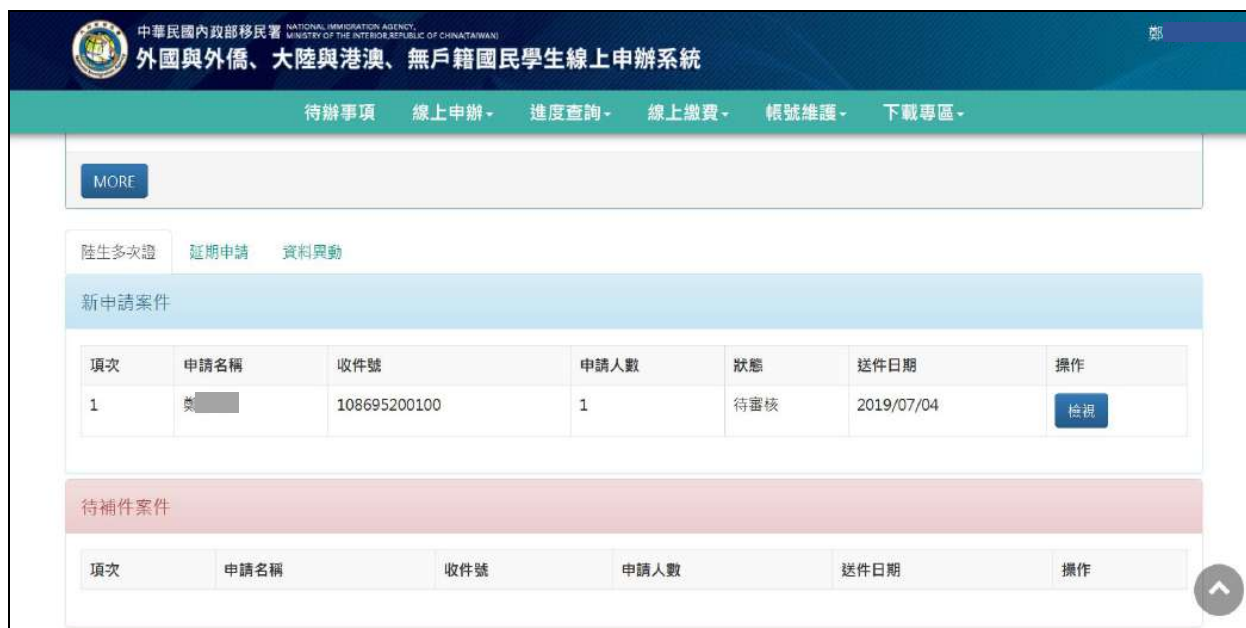 中華民國內政部移民署 NATIONAL IMMIGRATION AGENCY, MINISTRY OF THE INTERIOR,REPUBLIC OF CHINA(TAIWAN)
鄭
外國與外僑、大陸與港澳、無戶籍國民學生線上申辦系統
待辦事項 線上申辦 進度查詢 線上繳費 帳號維護 下載專區
MORE
陸生多次證 延期申請 資料異動
新申請案件
項次 申請名稱 收件號 申請人數 狀態 送件日期 操作
1 鄭 108695200100 1 待審核 2019/07/04 檢視
待補件案件
項次 申請名稱 收件號 申請人數 送件日期 操作